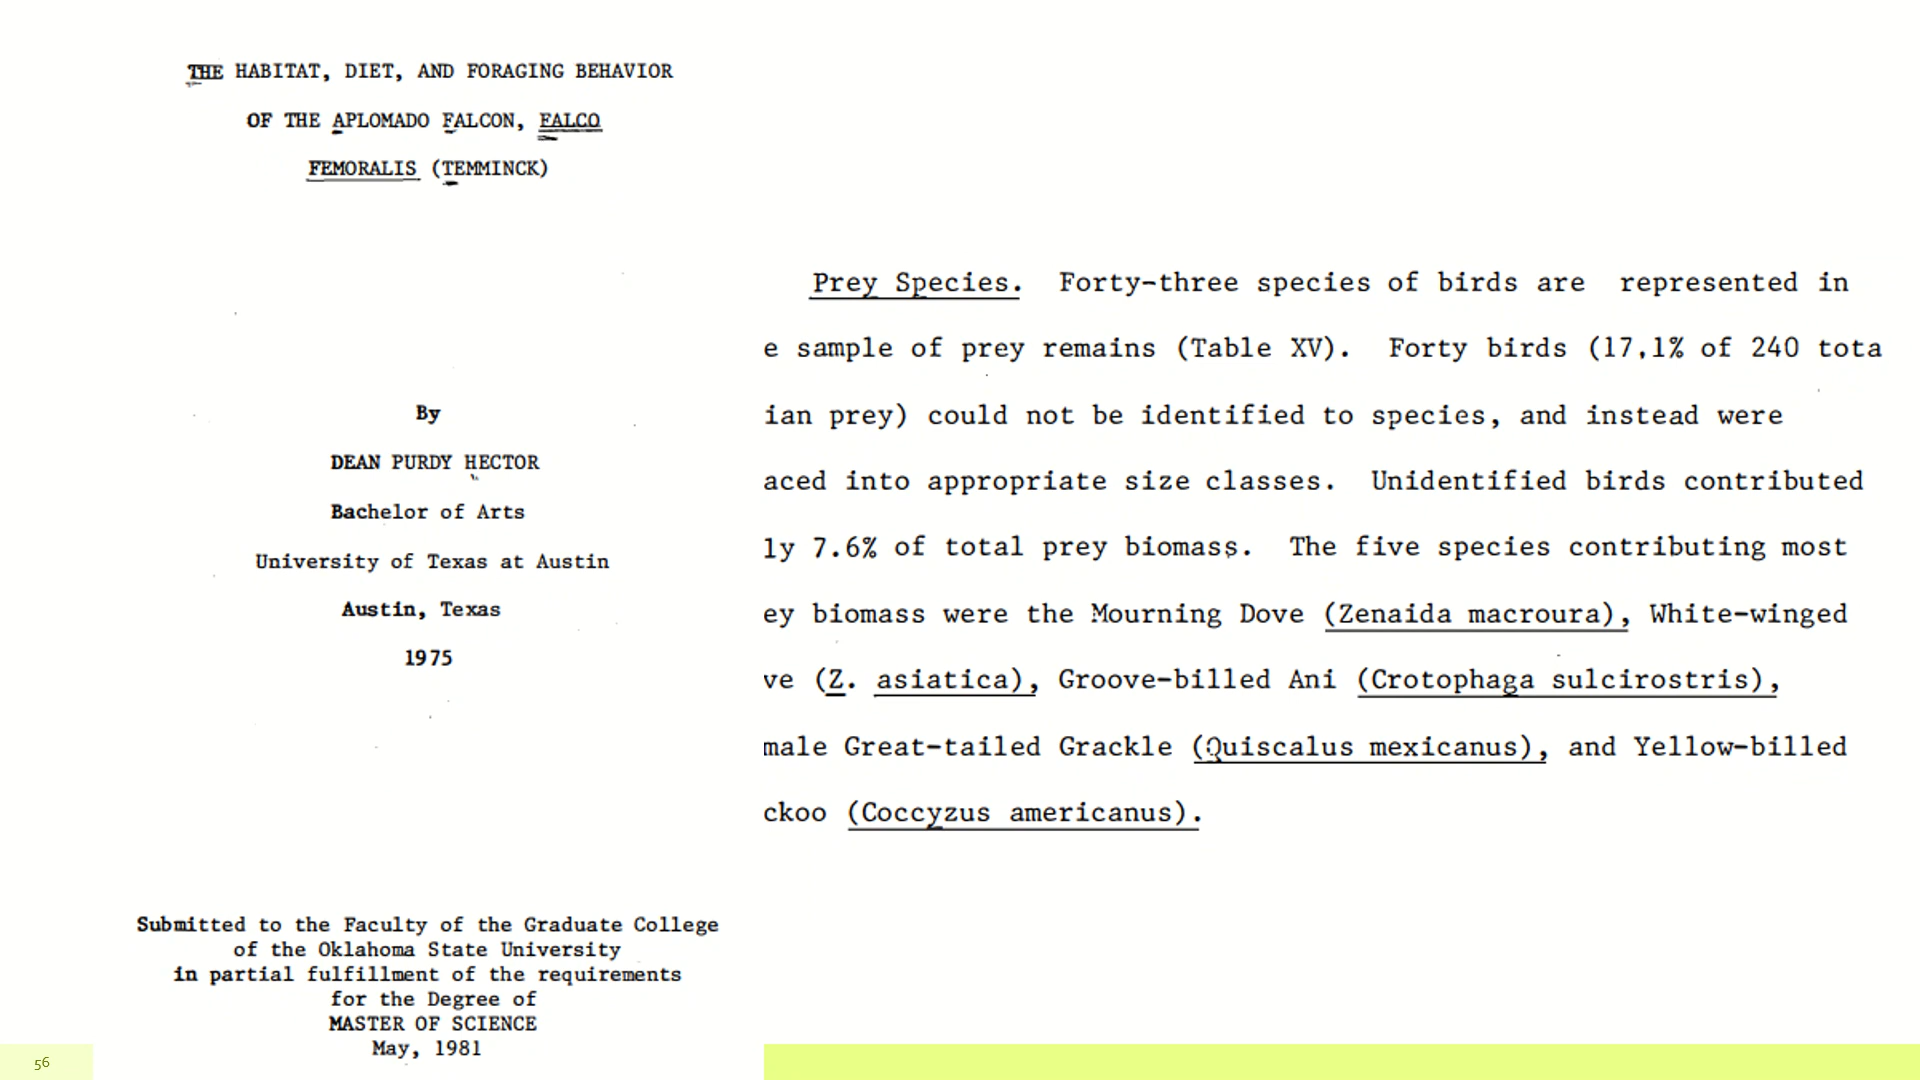 THE HABITAT, DIET, AND FORAGING BEHAVIOR
OF THE APLOMADO FALCON, FALCO
FEMORALIS (TEMMINCK)
By
DEAN PURDY HECTOR
Bachelor of Arts
University of Texas at Austin
Austin, Texas
1975
Submitted to the Faculty of the Graduate College
of the Oklahoma State University
in partial fulfillment of the requirements
for the Degree of
MASTER OF SCIENCE
May, 1981
Prey Species. Forty-three species of birds are represented in
e sample of prey remains (Table XV). Forty birds (17.1% of 240 tota
ian prey) could not be identified to species, and instead were
aced into appropriate size classes. Unidentified birds contributed
ly 7.6% of total prey biomass. The five species contributing most
ey biomass were the Mourning Dove (Zenaida macroura), White-winged
ve (Z. asiatica), Groove-billed Ani (Crotophaga sulcirostris),
male Great-tailed Grackle (Quiscalus mexicanus), and Yellow-billed
ckoo (Coccyzus americanus).
56